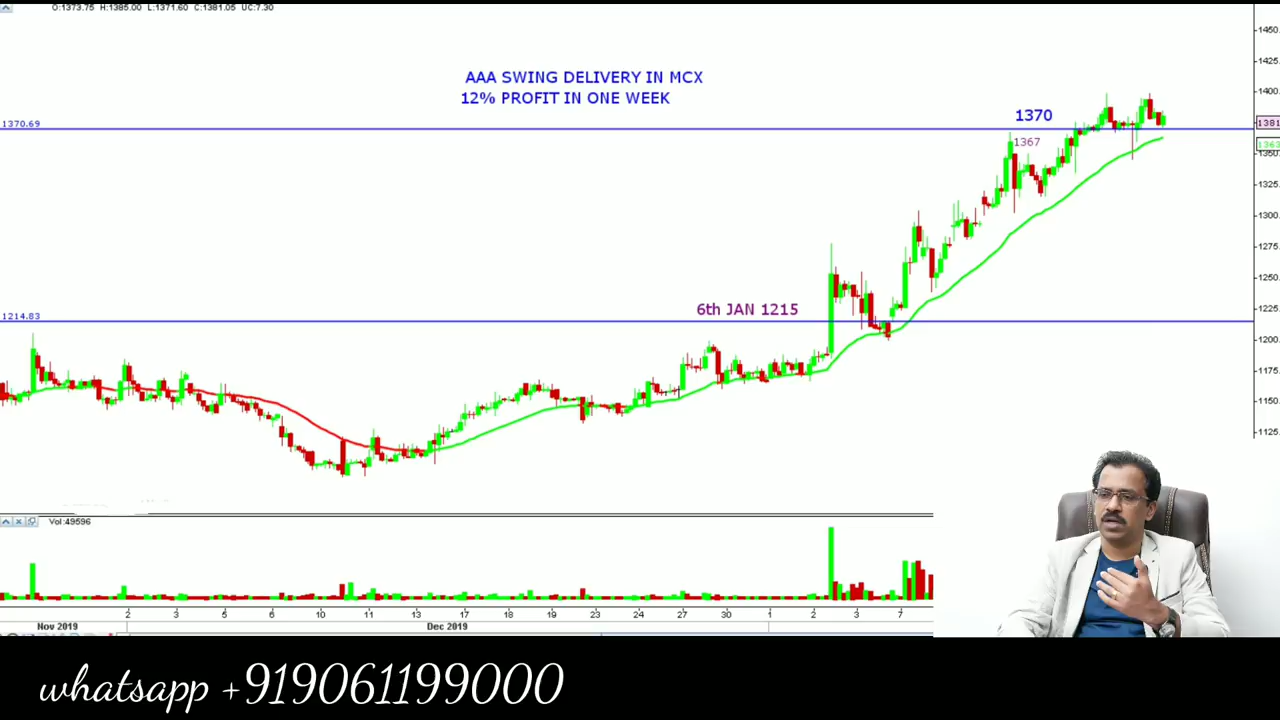 O:1373.75 H:1385.00 L:1371.60 C:1381.05 UC:7.30
AAA SWING DELIVERY IN MCX
12% PROFIT IN ONE WEEK
1370
1370.69
1367
6th JAN 1215
1214.83
1450.
1425.
1400.
1381
1363
1350.
1325.
1300.
1275.
1250.
1225.
1200.
1175.
1150.
1125.
Vol:49596
2 3 5 6 10 11 13 17 18 19 23 24 27 30 1 2 3 7
Nov 2019 Dec 2019
whatsapp +919061199000